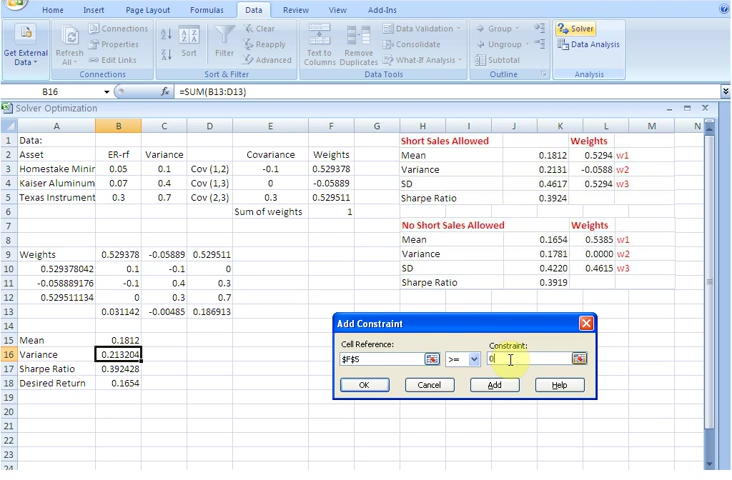 Home Insert Page Layout Formulas Data Review View Add-Ins
Get External Data Refresh All Connections Properties Edit Links Sort Filter Clear Reapply Advanced Text to Columns Remove Duplicates Data Validation Consolidate What-If Analysis Group Ungroup Subtotal Solver Data Analysis
Connections Sort & Filter Data Tools Outline Analysis
B16 fx =SUM(B13:D13)
Solver Optimization
A B C D E F G H I J K L M N
1 Data: Short Sales Allowed Weights
2 Asset ER-rf Variance Covariance Weights Mean 0.1812 0.5294 w1
3 Homestake Minir 0.05 0.1 Cov (1,2) -0.1 0.529378 Variance 0.2131 -0.0588 w2
4 Kaiser Aluminum 0.07 0.4 Cov (1,3) 0 -0.05889 SD 0.4617 0.5294 w3
5 Texas Instrument 0.3 0.7 Cov (2,3) 0.3 0.529511 Sharpe Ratio 0.3924
6 Sum of weights 1
7 No Short Sales Allowed Weights
8 Mean 0.1654 0.5385 w1
9 Weights 0.529378 -0.05889 0.529511 Variance 0.1781 0.0000 w2
10 0.529378042 0.1 -0.1 0 SD 0.4220 0.4615 w3
11 -0.058889176 -0.1 0.4 0.3 Sharpe Ratio 0.3919
12 0.529511134 0 0.3 0.7
13 0.031142 -0.00485 0.186913
14
15 Mean 0.1812
16 Variance 0.213204
17 Sharpe Ratio 0.392428
18 Desired Return 0.1654
19
20
21
22
23
24
Add Constraint
Cell Reference: Constraint:
$F$5 >= 0
OK Cancel Add Help